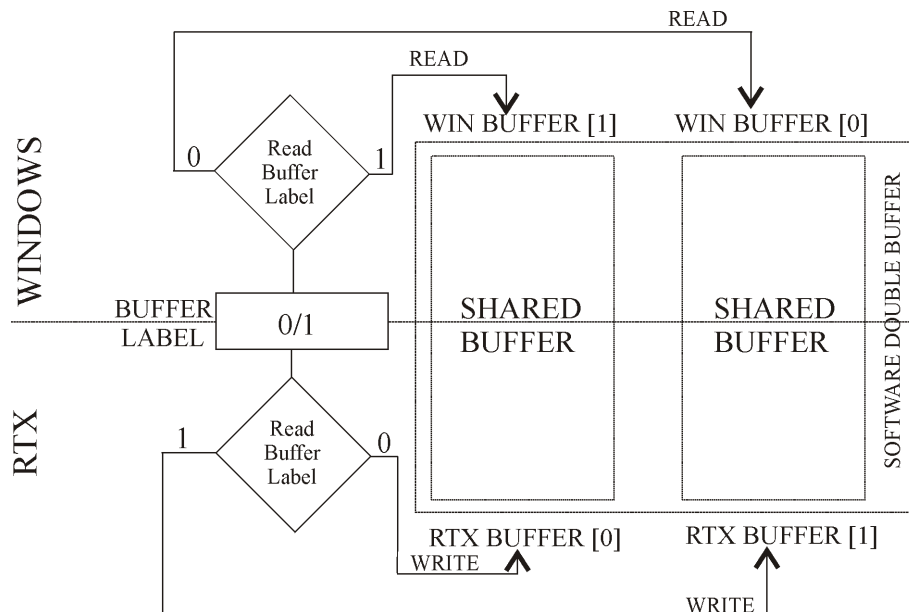 READ
READ
WIN BUFFER [1]
WIN BUFFER [0]
0
Read
Buffer
Label
1
WINDOWS
BUFFER
LABEL
0/1
SHARED
BUFFER
SHARED
BUFFER
SOFTWARE DOUBLE BUFFER
RTX
1
Read
Buffer
Label
0
RTX BUFFER [0]
RTX BUFFER [1]
WRITE
WRITE